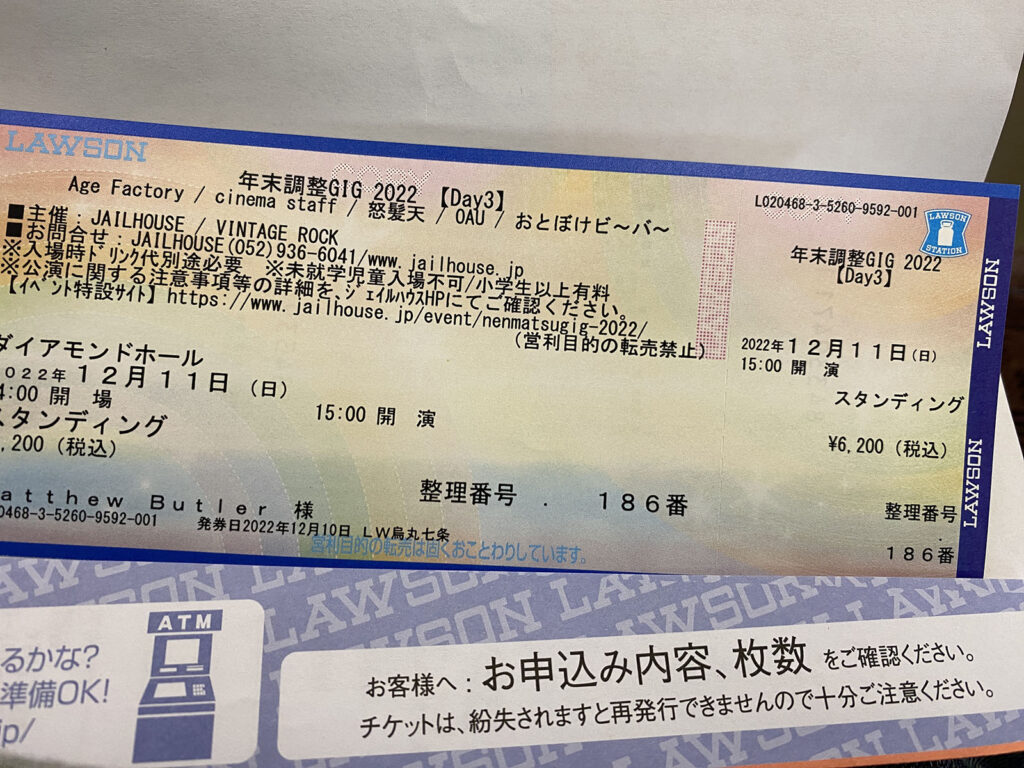 LAWSON
年末調整GIG 2022 【Day3】
Age Factory / cinema staff / 怒髪天 / OAU / おとぼけビ～バ～
■主催：JAILHOUSE / VINTAGE ROCK
■お問合せ：JAILHOUSE(052)936-6041/www.jailhouse.jp
※入場時ﾄﾞﾘﾝｸ代別途必要 ※未就学児童入場不可/小学生以上有料
※公演に関する注意事項等の詳細を､ｼﾞｪｲﾙﾊｳｽHPにてご確認ください｡
【ｲﾍﾞﾝﾄ特設サイト】https://www.jailhouse.jp/event/nenmatsugig-2022/
(営利目的の転売禁止)
ダイアモンドホール
2022年 １２月１１日 （日）
4:00 開 場 15:00 開 演
スタンディング
,200（税込）
atthew Butler 様
整理番号 . １８６番
0468-3-5260-9592-001 発券日2022年12月10日 LW烏丸七条
営利目的の転売は固くおことわりしています。
L020468-3-5260-9592-001
LAWSON
STATION
年末調整GIG 2022
【Day3】
2022年１２月１１日（日）
15:00 開 演
スタンディング
¥6,200（税込）
整理番号
.
１８６番
LAWSON
LAWSON
るかな?
準備OK!
jp/
ATM
お客様へ：お申込み内容、枚数 をご確認ください。
チケットは、紛失されますと再発行できませんので十分ご注意ください。
LAWSON LAWSON LAWSON